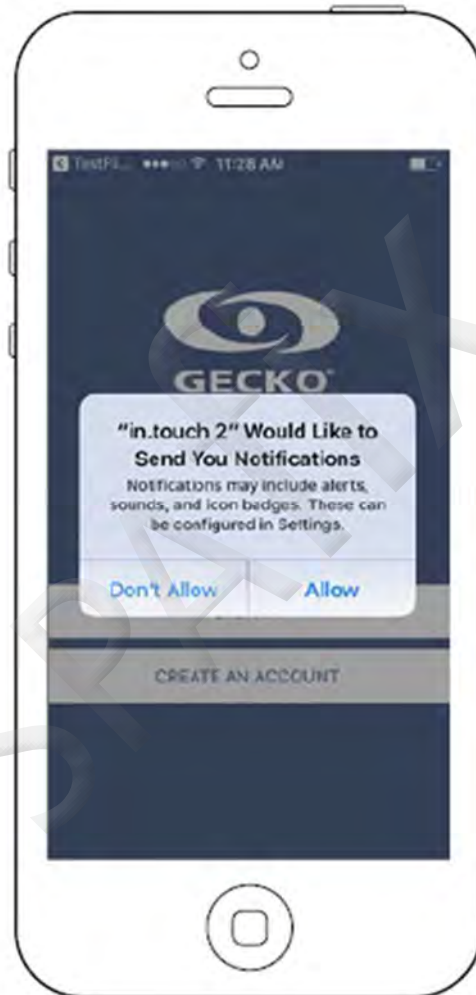 TestFli... 11:28 AM
GECKO
"in.touch 2" Would Like to
Send You Notifications
Notifications may include alerts,
sounds, and icon badges. These can
be configured in Settings.
Don't Allow Allow
CREATE AN ACCOUNT